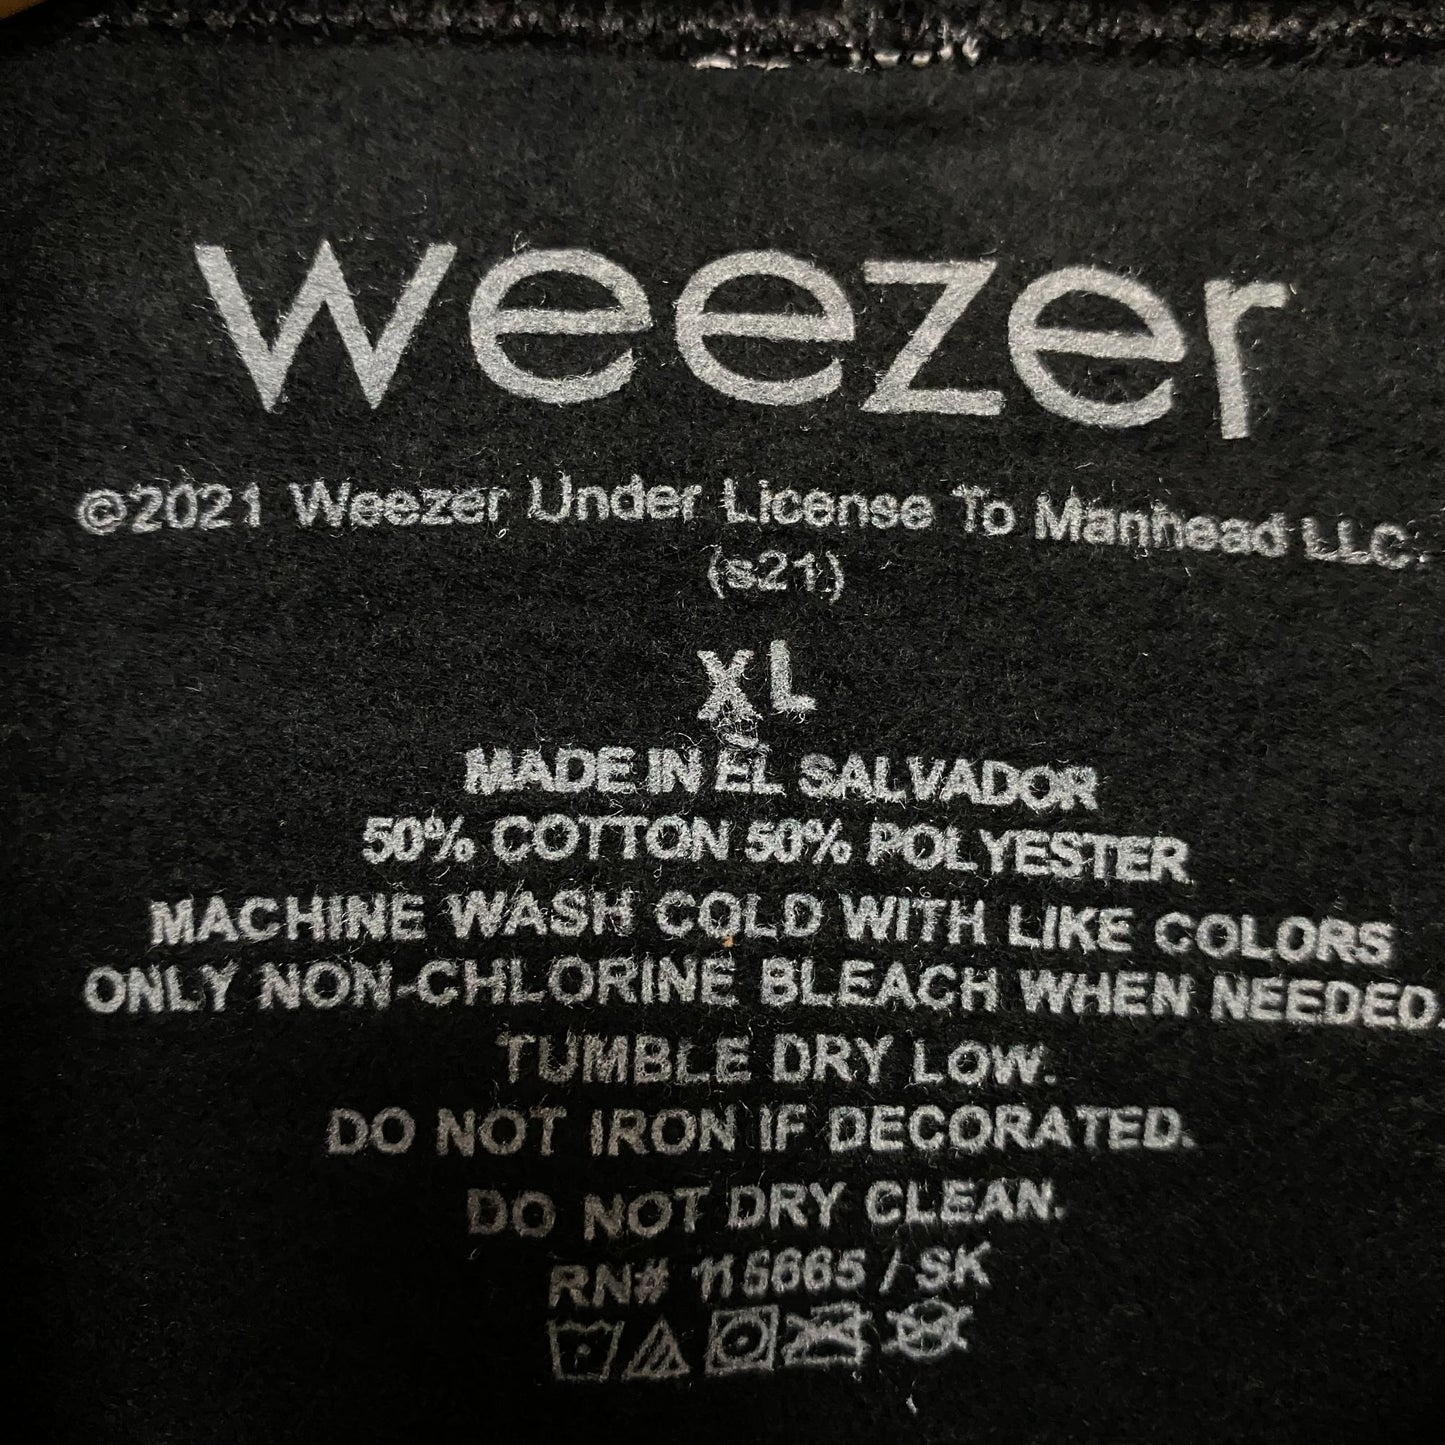 weezer
©2021 Weezer Under License To Manhead LLC.
(s21)
XL
MADE IN EL SALVADOR
50% COTTON 50% POLYESTER
MACHINE WASH COLD WITH LIKE COLORS
ONLY NON-CHLORINE BLEACH WHEN NEEDED.
TUMBLE DRY LOW.
DO NOT IRON IF DECORATED.
DO NOT DRY CLEAN.
RN# 115665 / SK